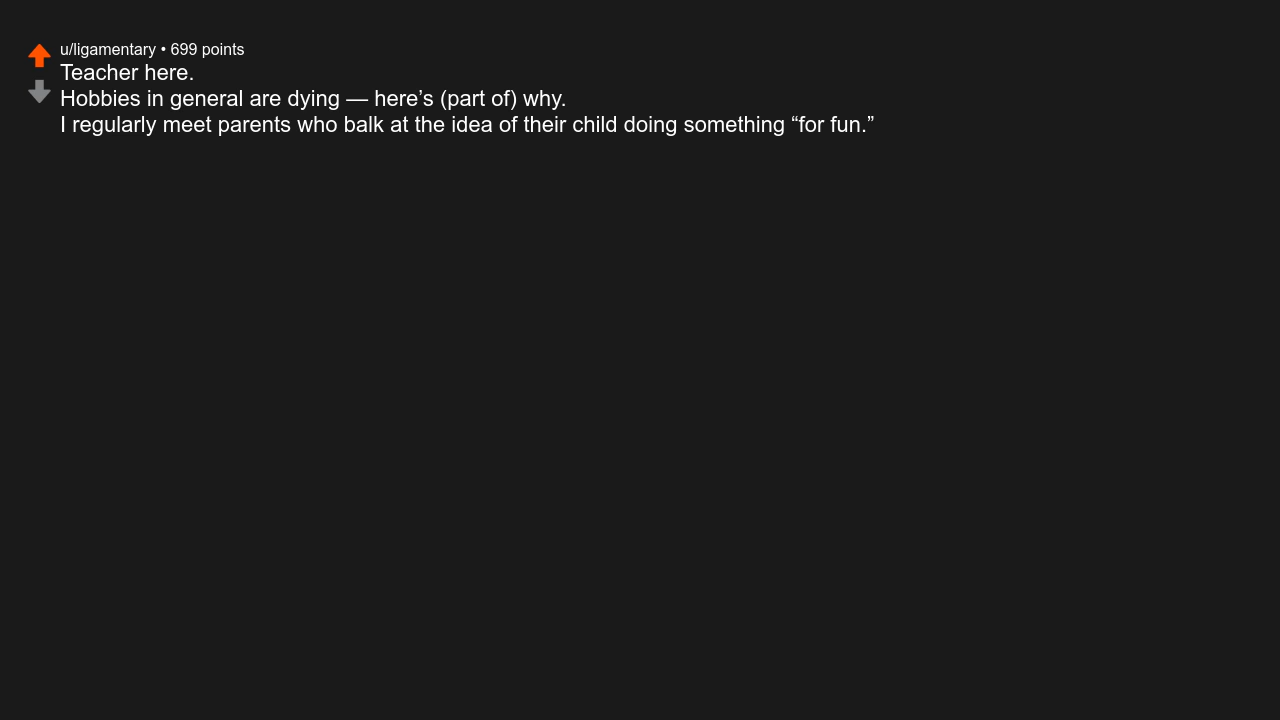 u/ligamentary • 699 points
Teacher here.
Hobbies in general are dying — here’s (part of) why.
I regularly meet parents who balk at the idea of their child doing something “for fun.”